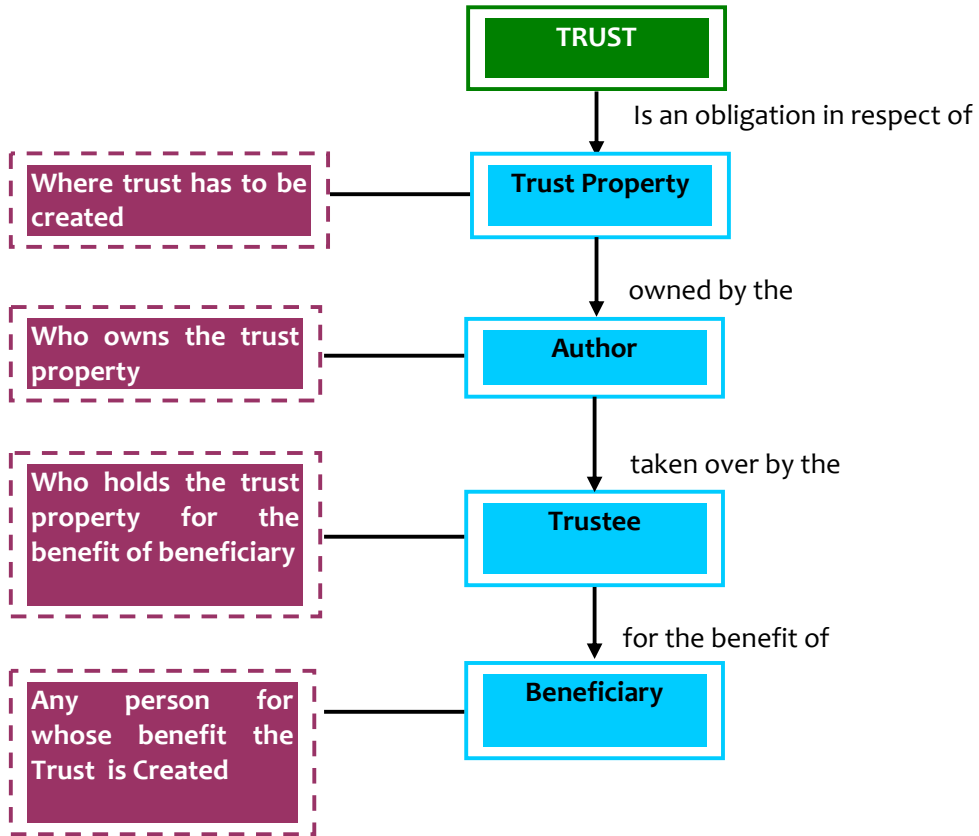 TRUST
Is an obligation in respect of
Where trust has to be
created
Trust Property
owned by the
Who owns the trust
property
Author
taken over by the
Who holds the trust
property for the
benefit of beneficiary
Trustee
for the benefit of
Any person for
whose benefit the
Trust is Created
Beneficiary